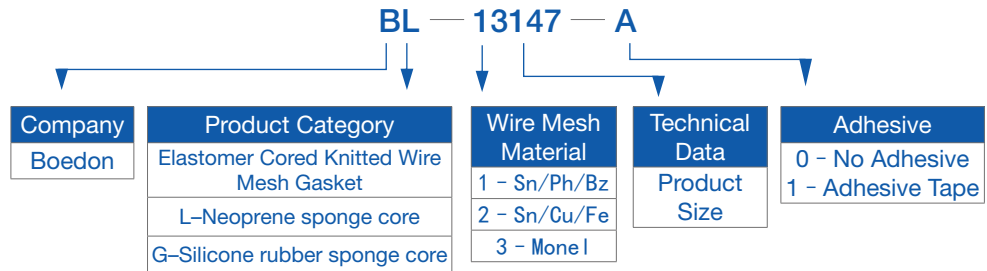 BL — 13147 — A
Company
Boedon
Product Category
Elastomer Cored Knitted Wire
Mesh Gasket
L–Neoprene sponge core
G–Silicone rubber sponge core
Wire Mesh
Material
1 - Sn/Ph/Bz
2 - Sn/Cu/Fe
3 - Monel
Technical
Data
Product
Size
Adhesive
0 - No Adhesive
1 - Adhesive Tape